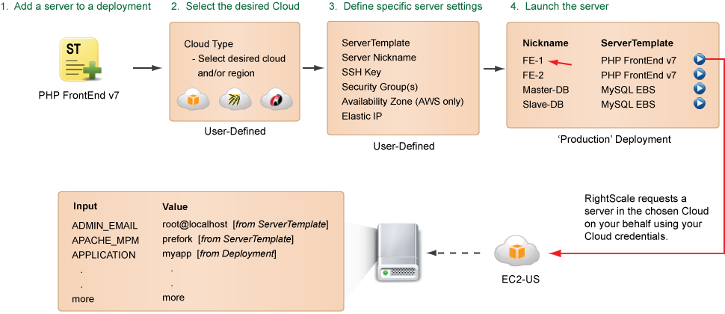 1. Add a server to a deployment
2. Select the desired Cloud
3. Define specific server settings
4. Launch the server
ST
PHP FrontEnd v7
Cloud Type
- Select desired cloud
and/or region
User-Defined
ServerTemplate
Server Nickname
SSH Key
Security Group(s)
Availability Zone (AWS only)
Elastic IP
User-Defined
Nickname ServerTemplate
FE-1 PHP FrontEnd v7
FE-2 PHP FrontEnd v7
Master-DB MySQL EBS
Slave-DB MySQL EBS
'Production' Deployment
RightScale requests a
server in the chosen Cloud
on your behalf using your
Cloud credentials.
EC2-US
Input Value
ADMIN_EMAIL root@localhost [from ServerTemplate]
APACHE_MPM prefork [from ServerTemplate]
APPLICATION myapp [from Deployment]
. .
. .
more more